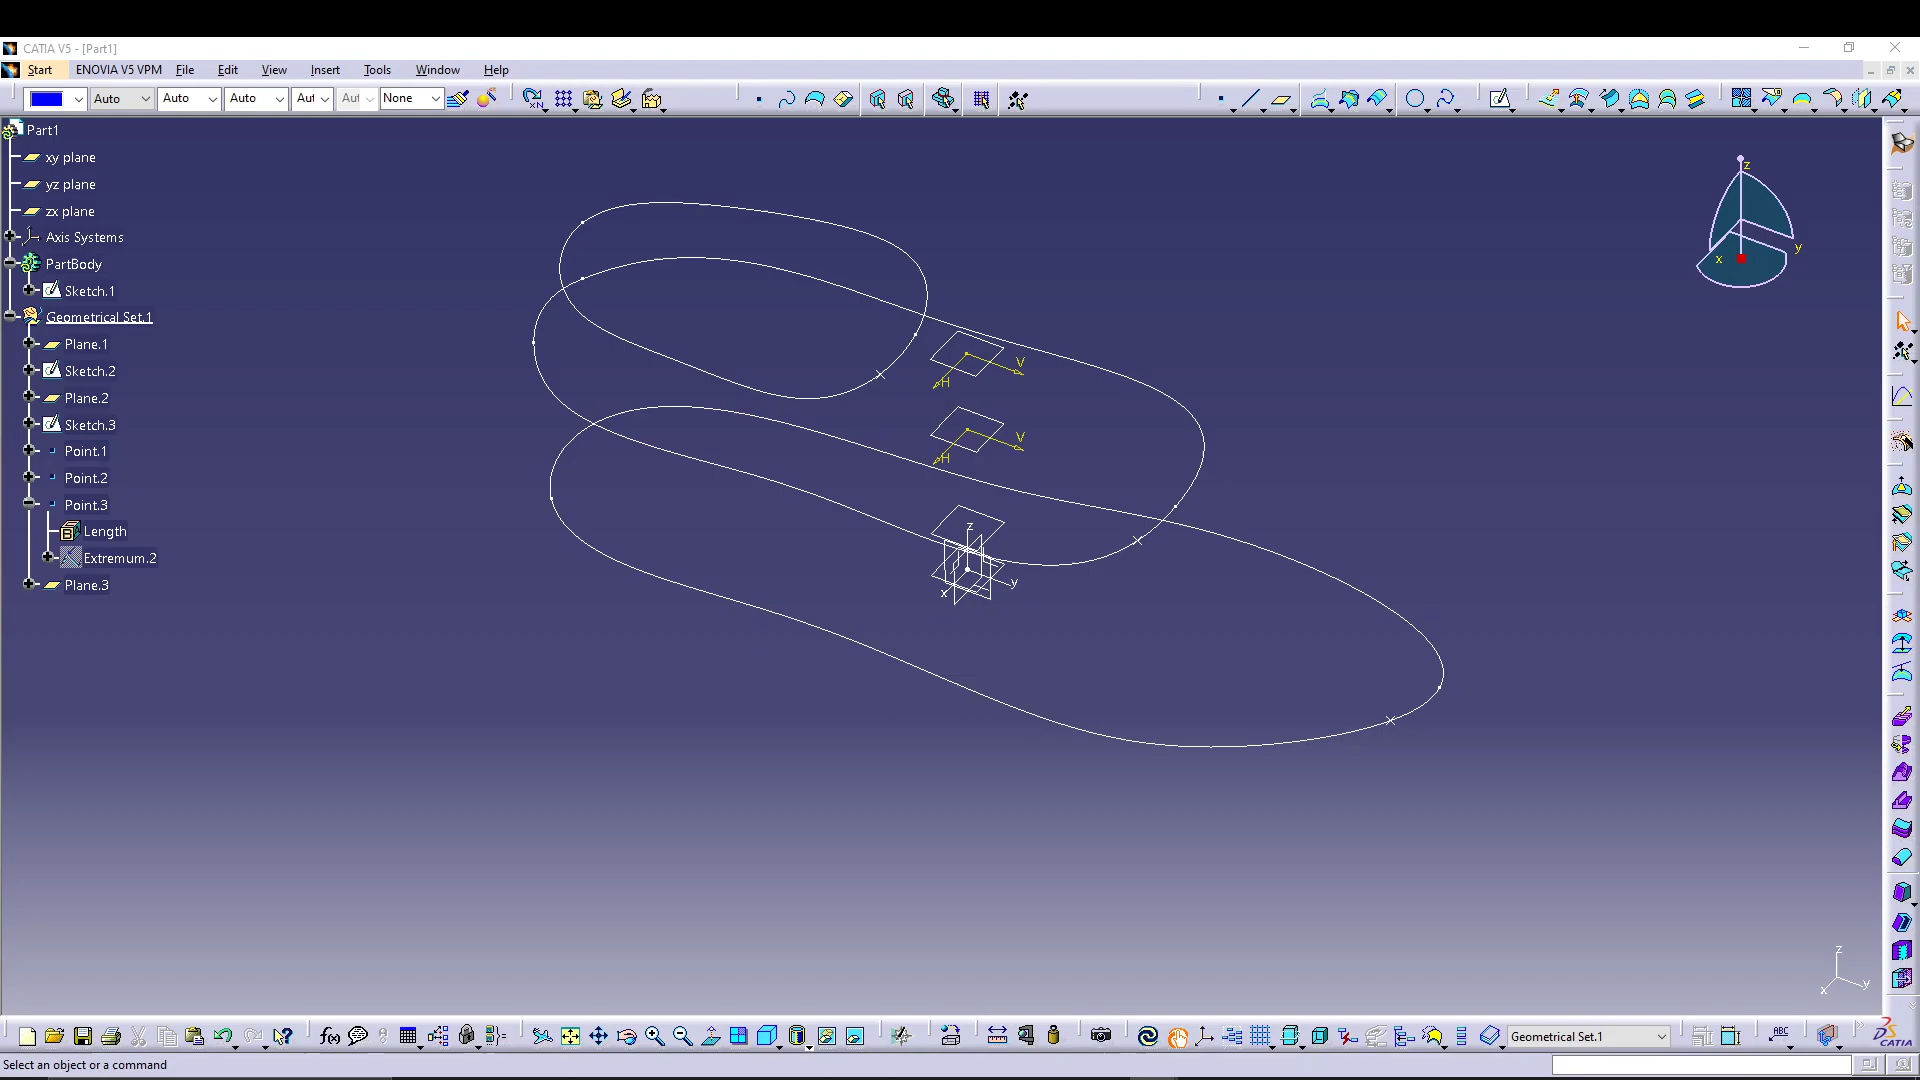 CATIA V5 - [Part1]
Start ENOVIA V5 VPM File Edit View Insert Tools Window Help
Auto Auto Auto Aut Aut None
Part1
xy plane
yz plane
zx plane
Axis Systems
PartBody
Sketch.1
Geometrical Set.1
Plane.1
Sketch.2
Plane.2
Sketch.3
Point.1
Point.2
Point.3
Length
Extremum.2
Plane.3
z
y
x
V
H
V
H
z
y
x
z
y
x
Geometrical Set.1
ABC
CATIA
Select an object or a command